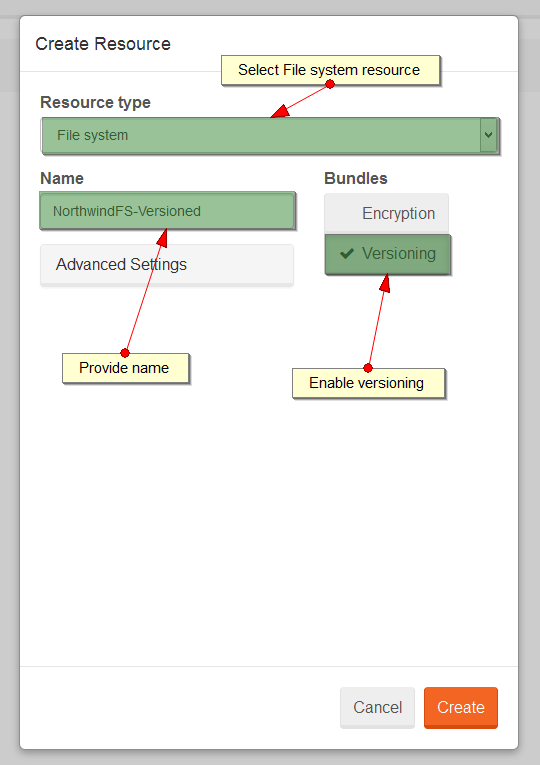 Create Resource
Select File system resource
Resource type
File system
Name
Bundles
NorthwindFS-Versioned
Encryption
Versioning
Advanced Settings
Provide name
Enable versioning
Cancel
Create